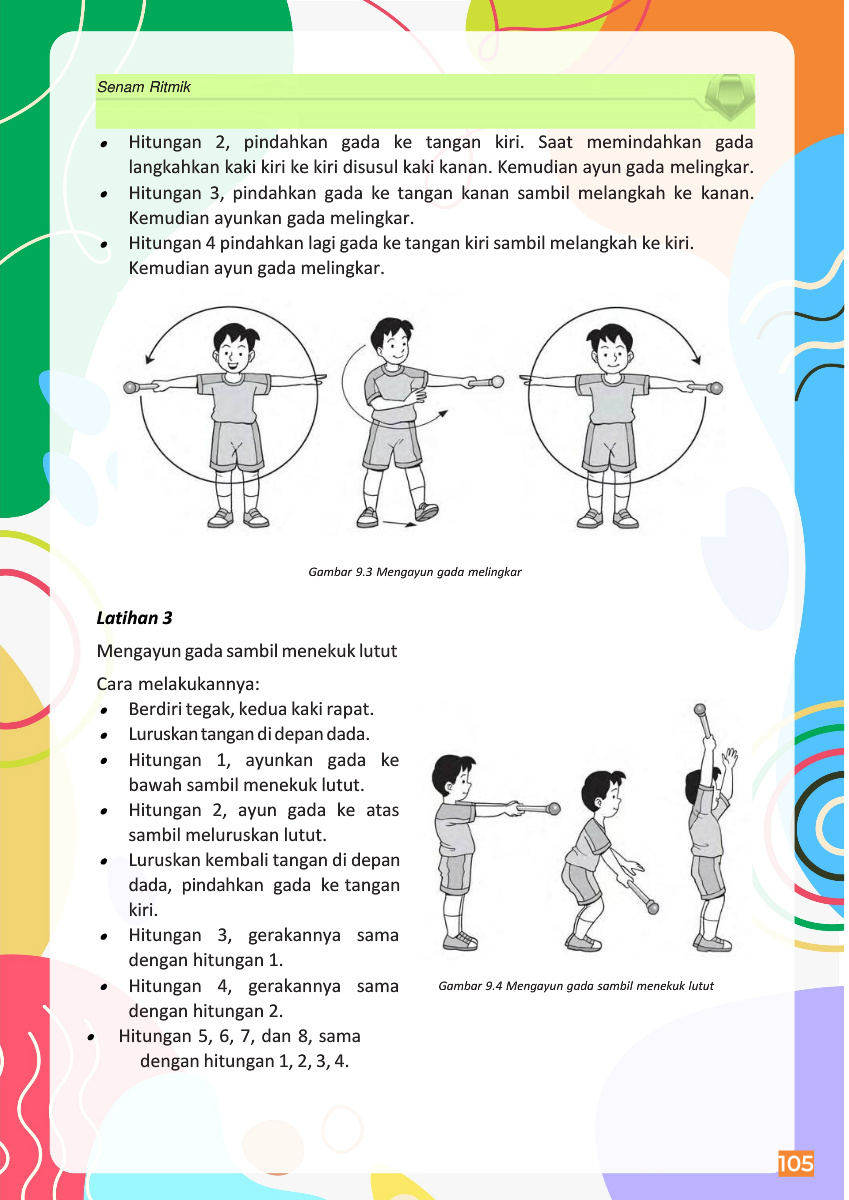 Senam Ritmik
• Hitungan 2, pindahkan gada ke tangan kiri. Saat memindahkan gada
langkahkan kaki kiri ke kiri disusul kaki kanan. Kemudian ayun gada melingkar.
• Hitungan 3, pindahkan gada ke tangan kanan sambil melangkah ke kanan.
Kemudian ayunkan gada melingkar.
• Hitungan 4 pindahkan lagi gada ke tangan kiri sambil melangkah ke kiri.
Kemudian ayun gada melingkar.
Gambar 9.3 Mengayun gada melingkar
Latihan 3
Mengayun gada sambil menekuk lutut
Cara melakukannya:
• Berdiri tegak, kedua kaki rapat.
• Luruskan tangan di depan dada.
• Hitungan 1, ayunkan gada ke
bawah sambil menekuk lutut.
• Hitungan 2, ayun gada ke atas
sambil meluruskan lutut.
• Luruskan kembali tangan di depan
dada, pindahkan gada ke tangan
kiri.
• Hitungan 3, gerakannya sama
dengan hitungan 1.
• Hitungan 4, gerakannya sama
dengan hitungan 2.
• Hitungan 5, 6, 7, dan 8, sama
dengan hitungan 1, 2, 3, 4.
Gambar 9.4 Mengayun gada sambil menekuk lutut
105